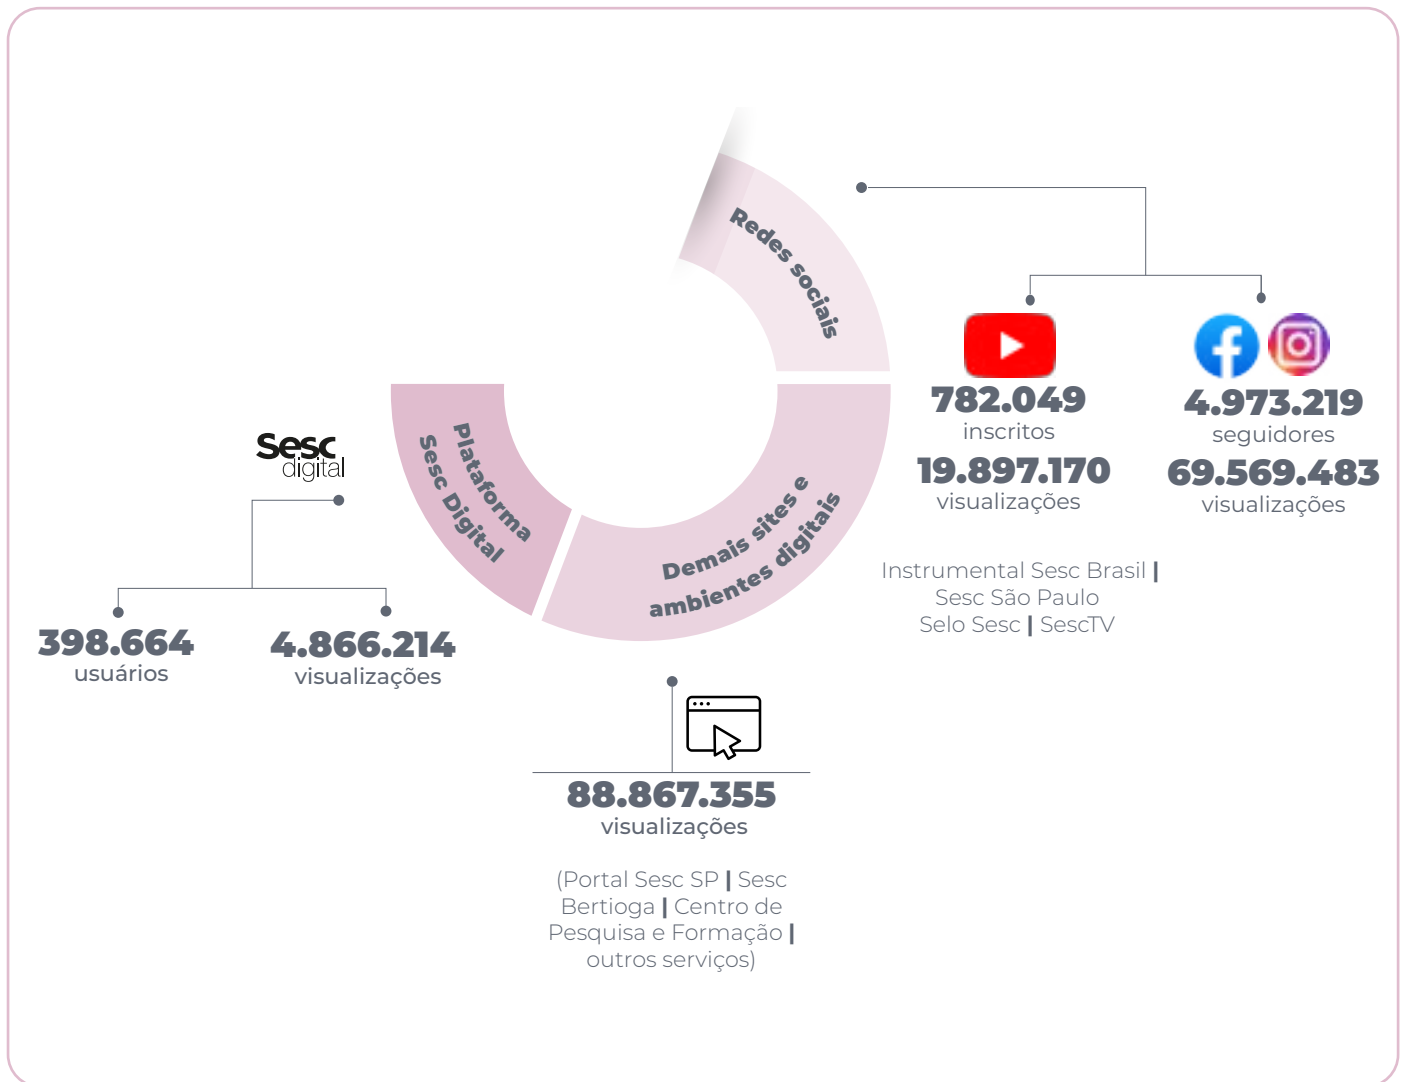 Redes sociais
782.049
inscritos
19.897.170
visualizações
4.973.219
seguidores
69.569.483
visualizações
Instrumental Sesc Brasil |
Sesc São Paulo
Selo Sesc | SescTV
Plataforma
Sesc Digital
Sesc
digital
398.664
usuários
4.866.214
visualizações
Demais sites e
ambientes digitais
88.867.355
visualizações
(Portal Sesc SP | Sesc
Bertioga | Centro de
Pesquisa e Formação |
outros serviços)